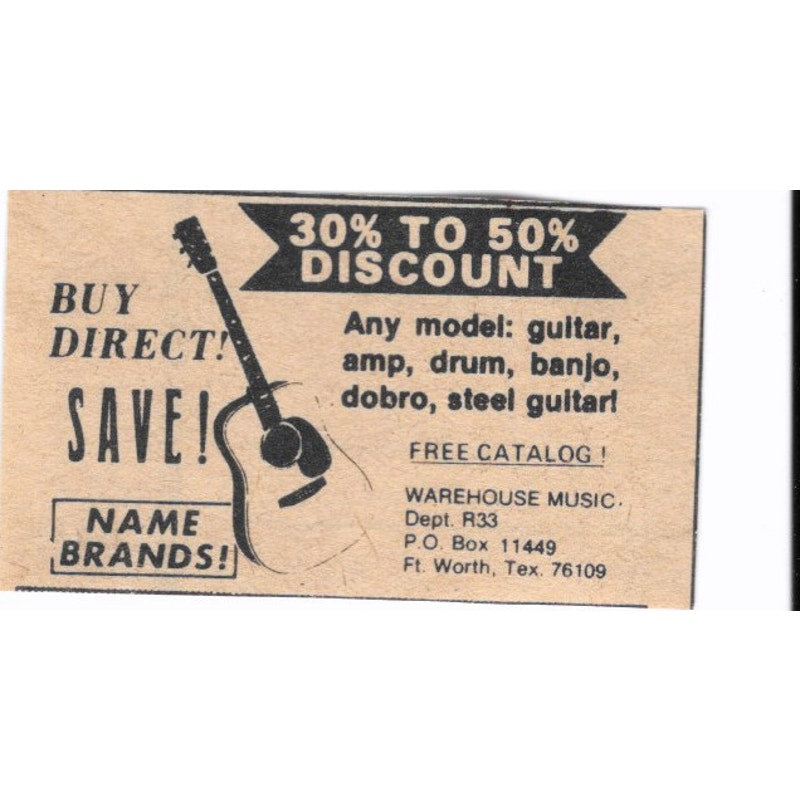 BUY
DIRECT!
SAVE!
NAME
BRANDS!
30% TO 50%
DISCOUNT
Any model: guitar,
amp, drum, banjo,
dobro, steel guitar!
FREE CATALOG!
WAREHOUSE MUSIC.
Dept. R33
P.O. Box 11449
Ft. Worth, Tex. 76109